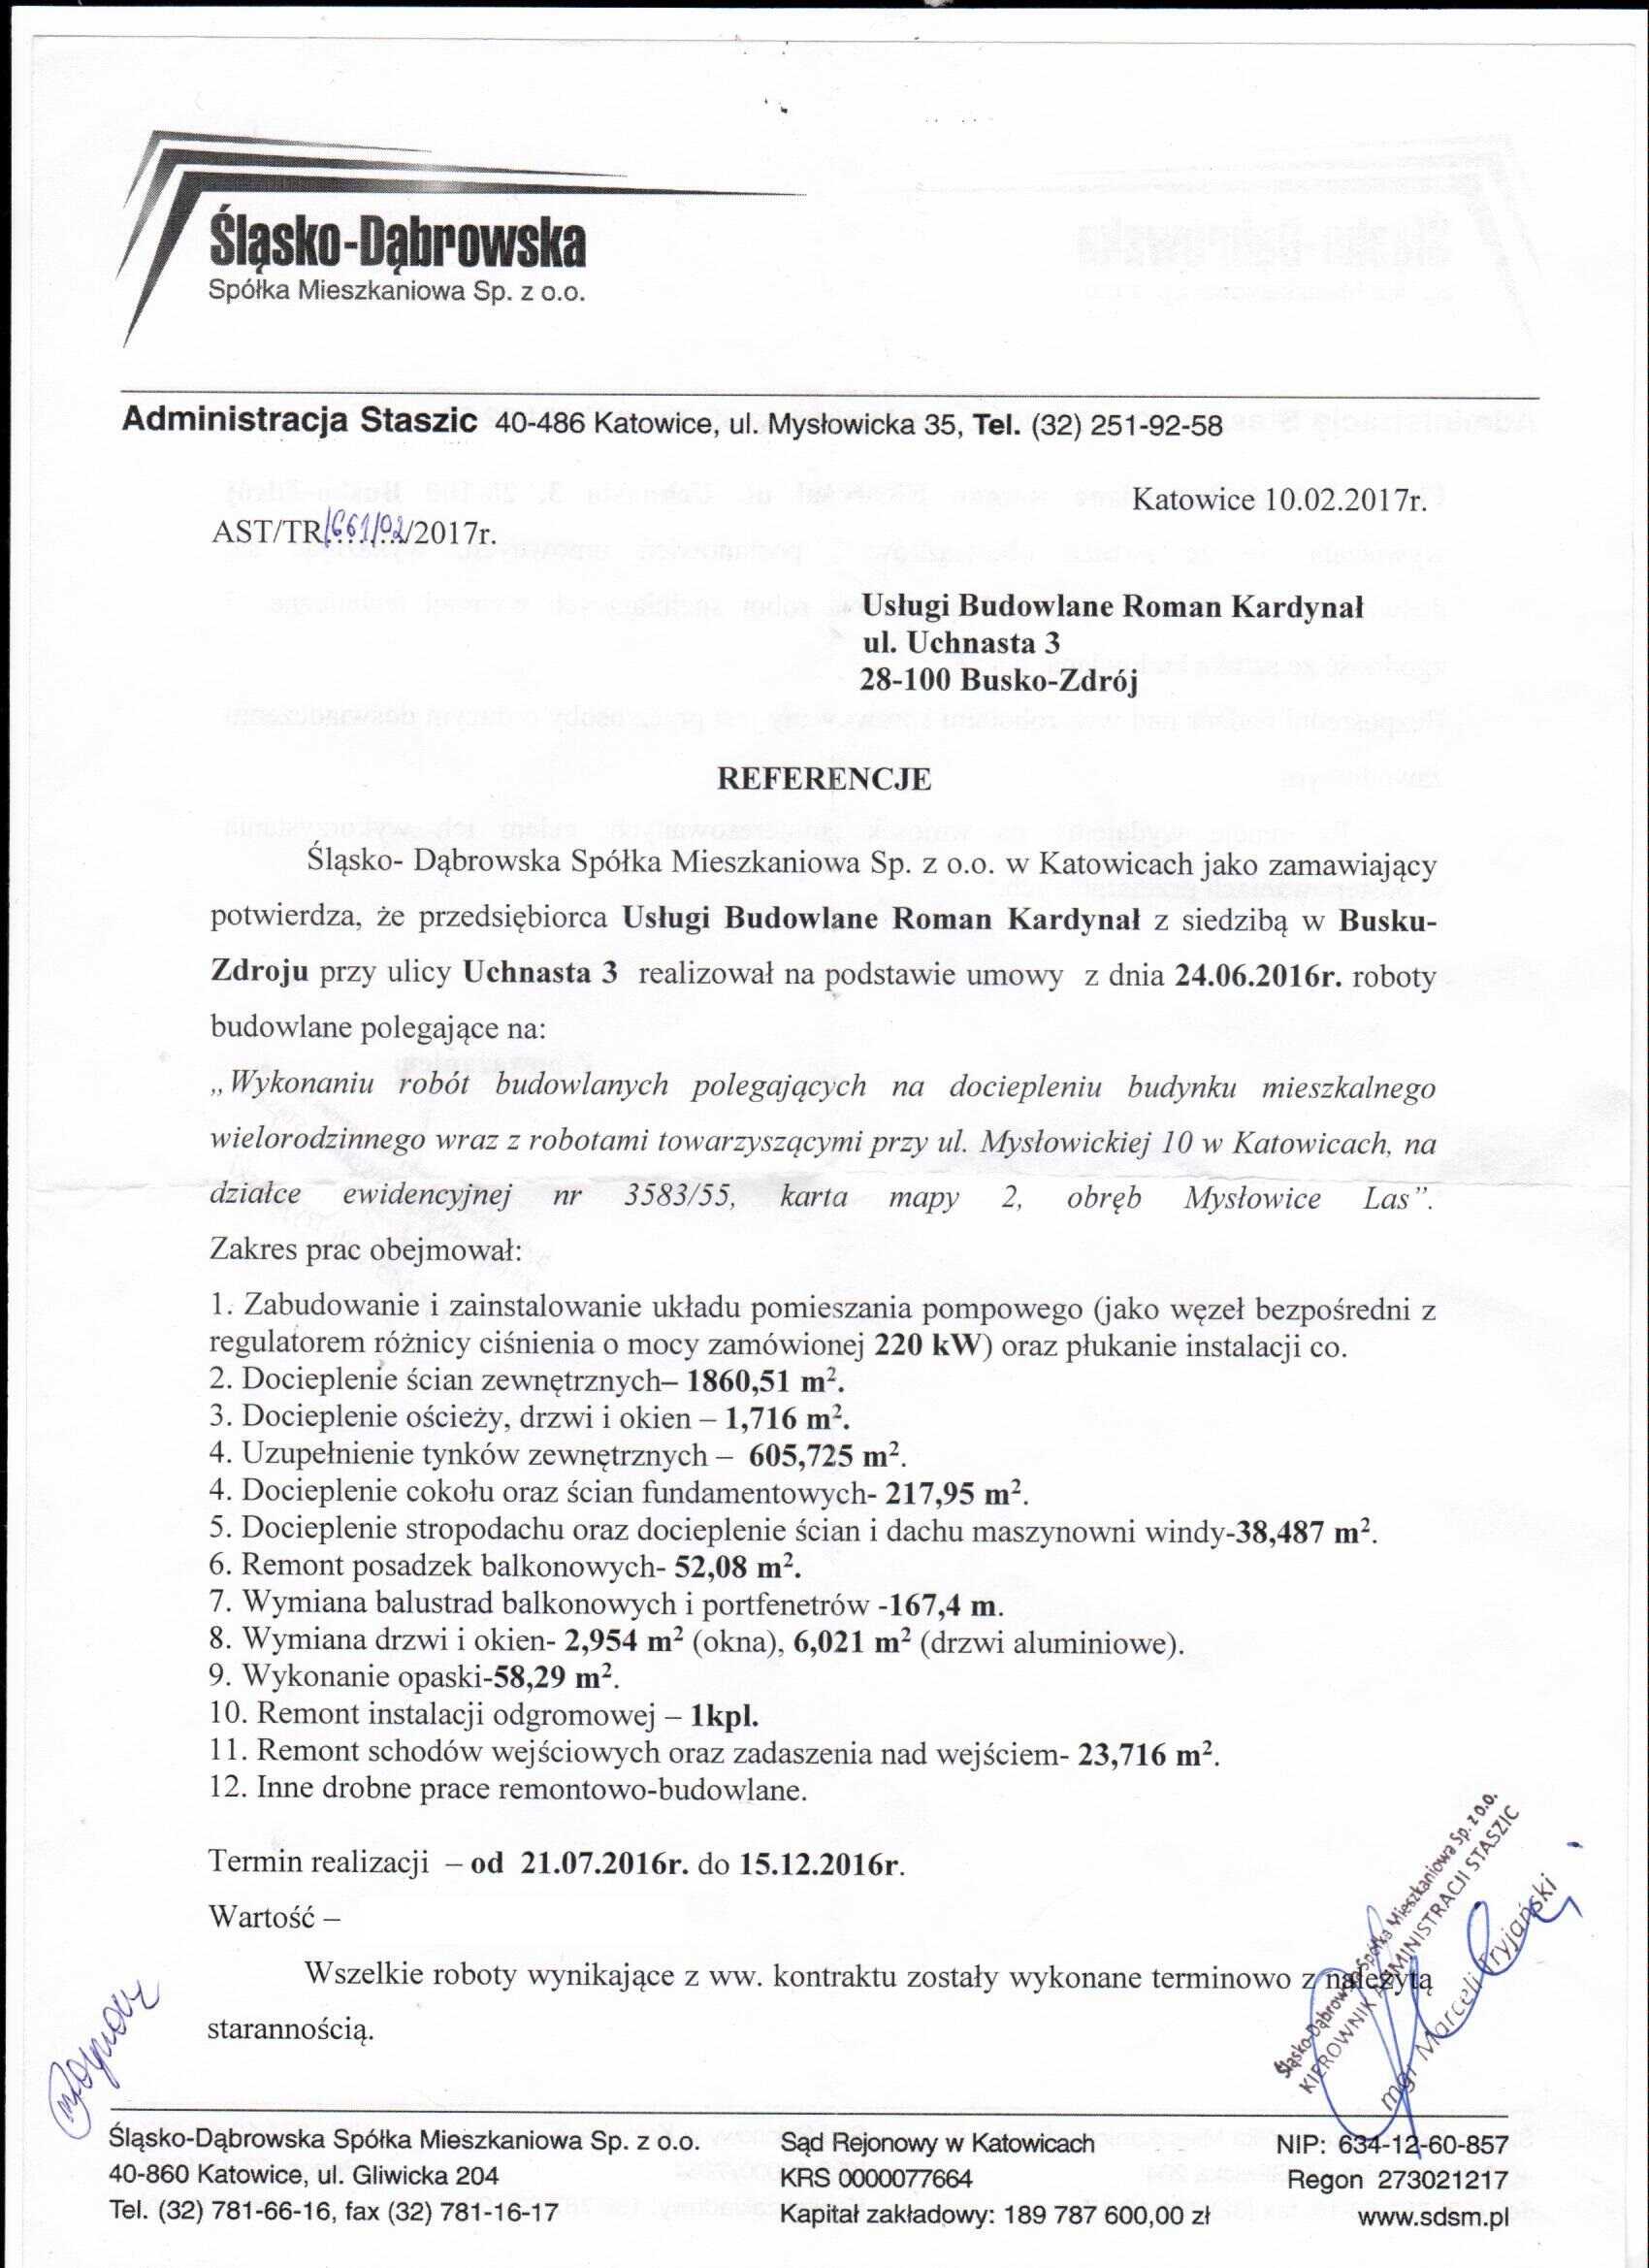 Śląsko-Dąbrowska
Spółka Mieszkaniowa Sp. z o.o.
Administracja Staszic 40-486 Katowice, ul. Mysłowicka 35, Tel. (32) 251-92-58
Katowice 10.02.2017r.
AST/TR/661/02/2017r.
Usługi Budowlane Roman Kardynał
ul. Uchnasta 3
28-100 Busko-Zdrój
REFERENCJE
Śląsko- Dąbrowska Spółka Mieszkaniowa Sp. z o.o. w Katowicach jako zamawiający
potwierdza, że przedsiębiorca Usługi Budowlane Roman Kardynał z siedzibą w Busku-
Zdroju przy ulicy Uchnasta 3 realizował na podstawie umowy z dnia 24.06.2016r. roboty
budowlane polegające na:
„Wykonaniu robót budowlanych polegających na dociepleniu budynku mieszkalnego
wielorodzinnego wraz z robotami towarzyszącymi przy ul. Mysłowickiej 10 w Katowicach, na
działce ewidencyjnej nr 3583/55, karta mapy 2, obręb Mysłowice Las”.
Zakres prac obejmował:
1. Zabudowanie i zainstalowanie układu pomieszania pompowego (jako węzeł bezpośredni z
regulatorem różnicy ciśnienia o mocy zamówionej 220 kW) oraz płukanie instalacji co.
2. Docieplenie ścian zewnętrznych– 1860,51 m².
3. Docieplenie ościeży, drzwi i okien – 1,716 m².
4. Uzupełnienie tynków zewnętrznych – 605,725 m².
4. Docieplenie cokołu oraz ścian fundamentowych- 217,95 m².
5. Docieplenie stropodachu oraz docieplenie ścian i dachu maszynowni windy-38,487 m².
6. Remont posadzek balkonowych- 52,08 m².
7. Wymiana balustrad balkonowych i portfenetrów -167,4 m.
8. Wymiana drzwi i okien- 2,954 m² (okna), 6,021 m² (drzwi aluminiowe).
9. Wykonanie opaski-58,29 m².
10. Remont instalacji odgromowej – 1kpl.
11. Remont schodów wejściowych oraz zadaszenia nad wejściem- 23,716 m².
12. Inne drobne prace remontowo-budowlane.
Termin realizacji – od 21.07.2016r. do 15.12.2016r.
Wartość –
Wszelkie roboty wynikające z ww. kontraktu zostały wykonane terminowo z należytą
starannością.
Śląsko-Dąbrowska Spółka Mieszkaniowa Sp. z o.o.
KIEROWNIK ADMINISTRACJI STASZIC
mgr Marceli Tryjański
Śląsko-Dąbrowska Spółka Mieszkaniowa Sp. z o.o.
40-860 Katowice, ul. Gliwicka 204
Tel. (32) 781-66-16, fax (32) 781-16-17
Sąd Rejonowy w Katowicach
KRS 0000077664
Kapitał zakładowy: 189 787 600,00 zł
NIP: 634-12-60-857
Regon 273021217
www.sdsm.pl